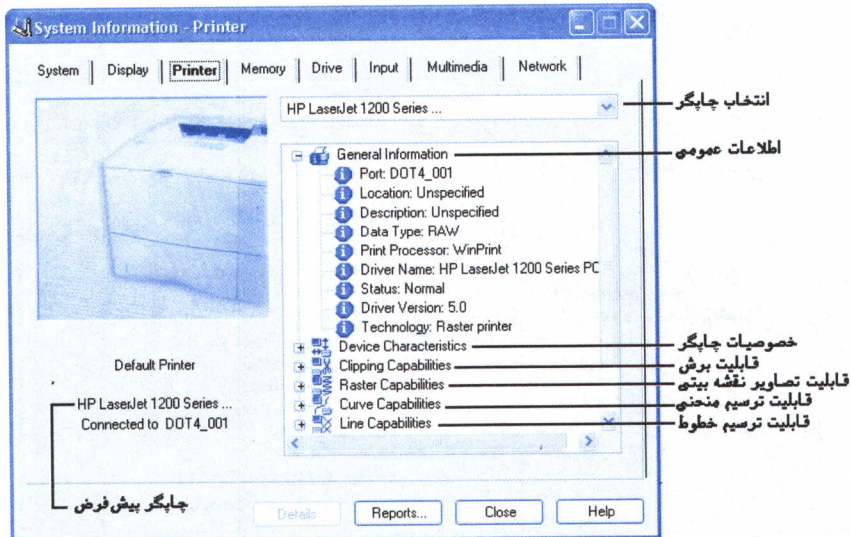 System Information - Printer
System Display Printer Memory Drive Input Multimedia Network
HP LaserJet 1200 Series ...
انتخاب چاپگر
General Information
اطلاعات عمومی
Port: DOT4_001
Location: Unspecified
Description: Unspecified
Data Type: RAW
Print Processor: WinPrint
Driver Name: HP LaserJet 1200 Series PC
Status: Normal
Driver Version: 5.0
Technology: Raster printer
Device Characteristics
خصوصیات چاپگر
Clipping Capabilities
قابلیت برش
Raster Capabilities
قابلیت تصاویر نقشه بیتی
Curve Capabilities
قابلیت ترسیم منحنی
Line Capabilities
قابلیت ترسیم خطوط
Default Printer
HP LaserJet 1200 Series ...
Connected to DOT4_001
چاپگر پیش‌فرض
Details Reports... Close Help